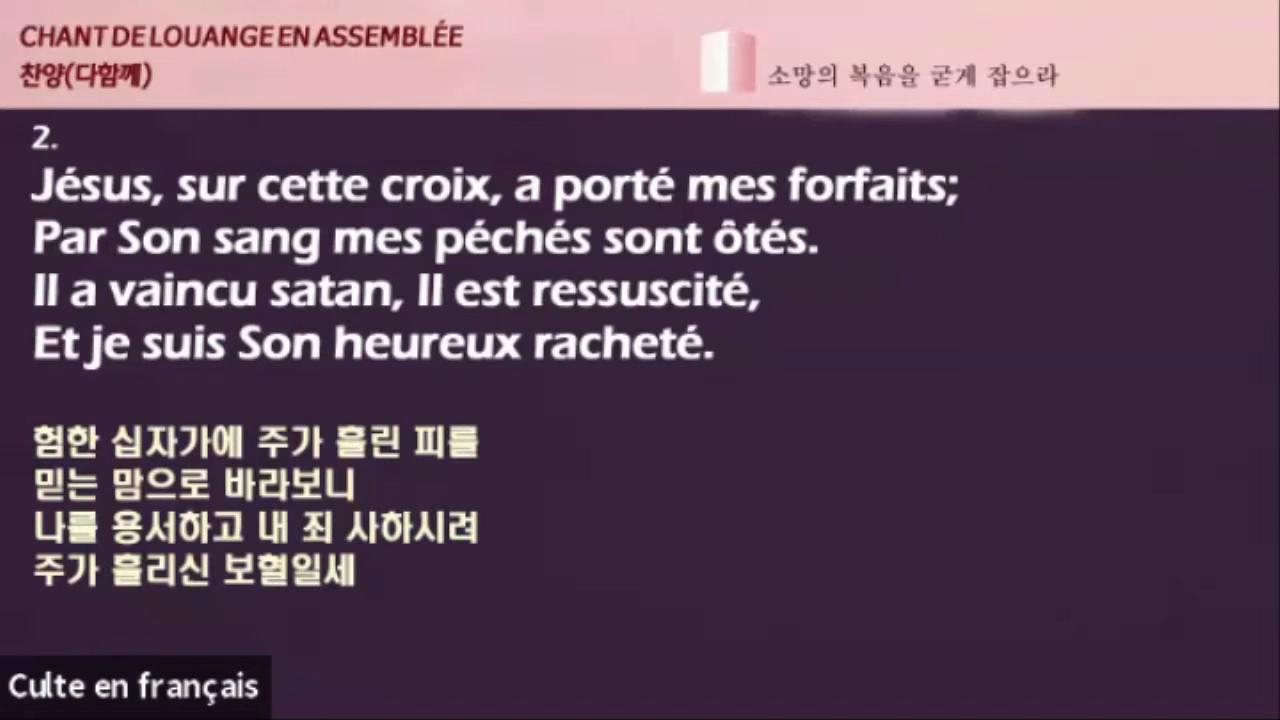 CHANT DE LOUANGE EN ASSEMBLÉE
찬양(다함께)
소망의 복음을 굳게 잡으라
2.
Jésus, sur cette croix, a porté mes forfaits;
Par Son sang mes péchés sont ôtés.
Il a vaincu satan, Il est ressuscité,
Et je suis Son heureux racheté.
험한 십자가에 주가 흘린 피를
믿는 맘으로 바라보니
나를 용서하고 내 죄 사하시려
주가 흘리신 보혈일세
Culte en français